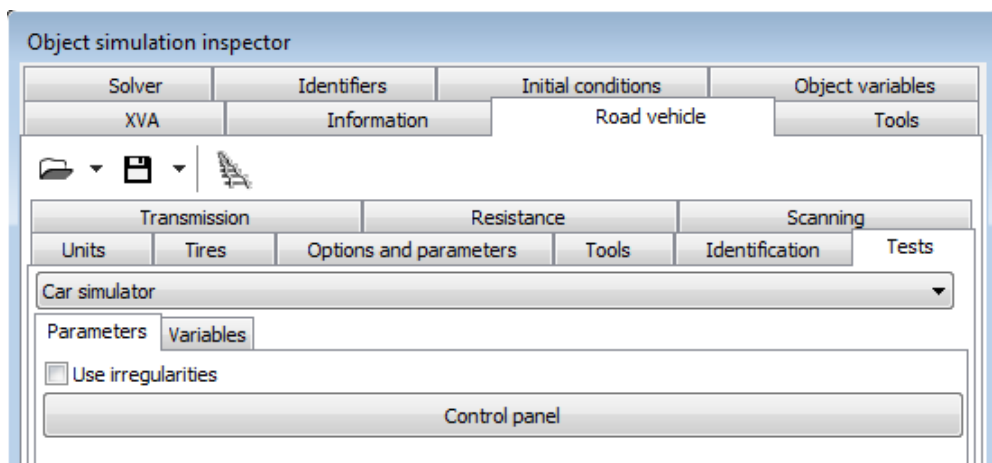 Object simulation inspector
Solver Identifiers Initial conditions Object variables
XVA Information Road vehicle Tools
Transmission Resistance Scanning
Units Tires Options and parameters Tools Identification Tests
Car simulator
Parameters Variables
Use irregularities
Control panel